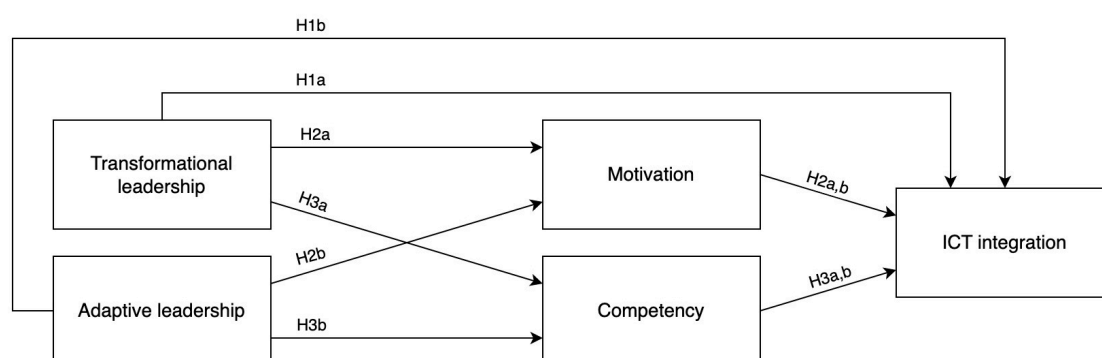 H1b
H1a
Transformational
leadership
H2a
H3a
Motivation
H2a,b
ICT integration
Adaptive leadership
H2b
H3b
Competency
H3a,b